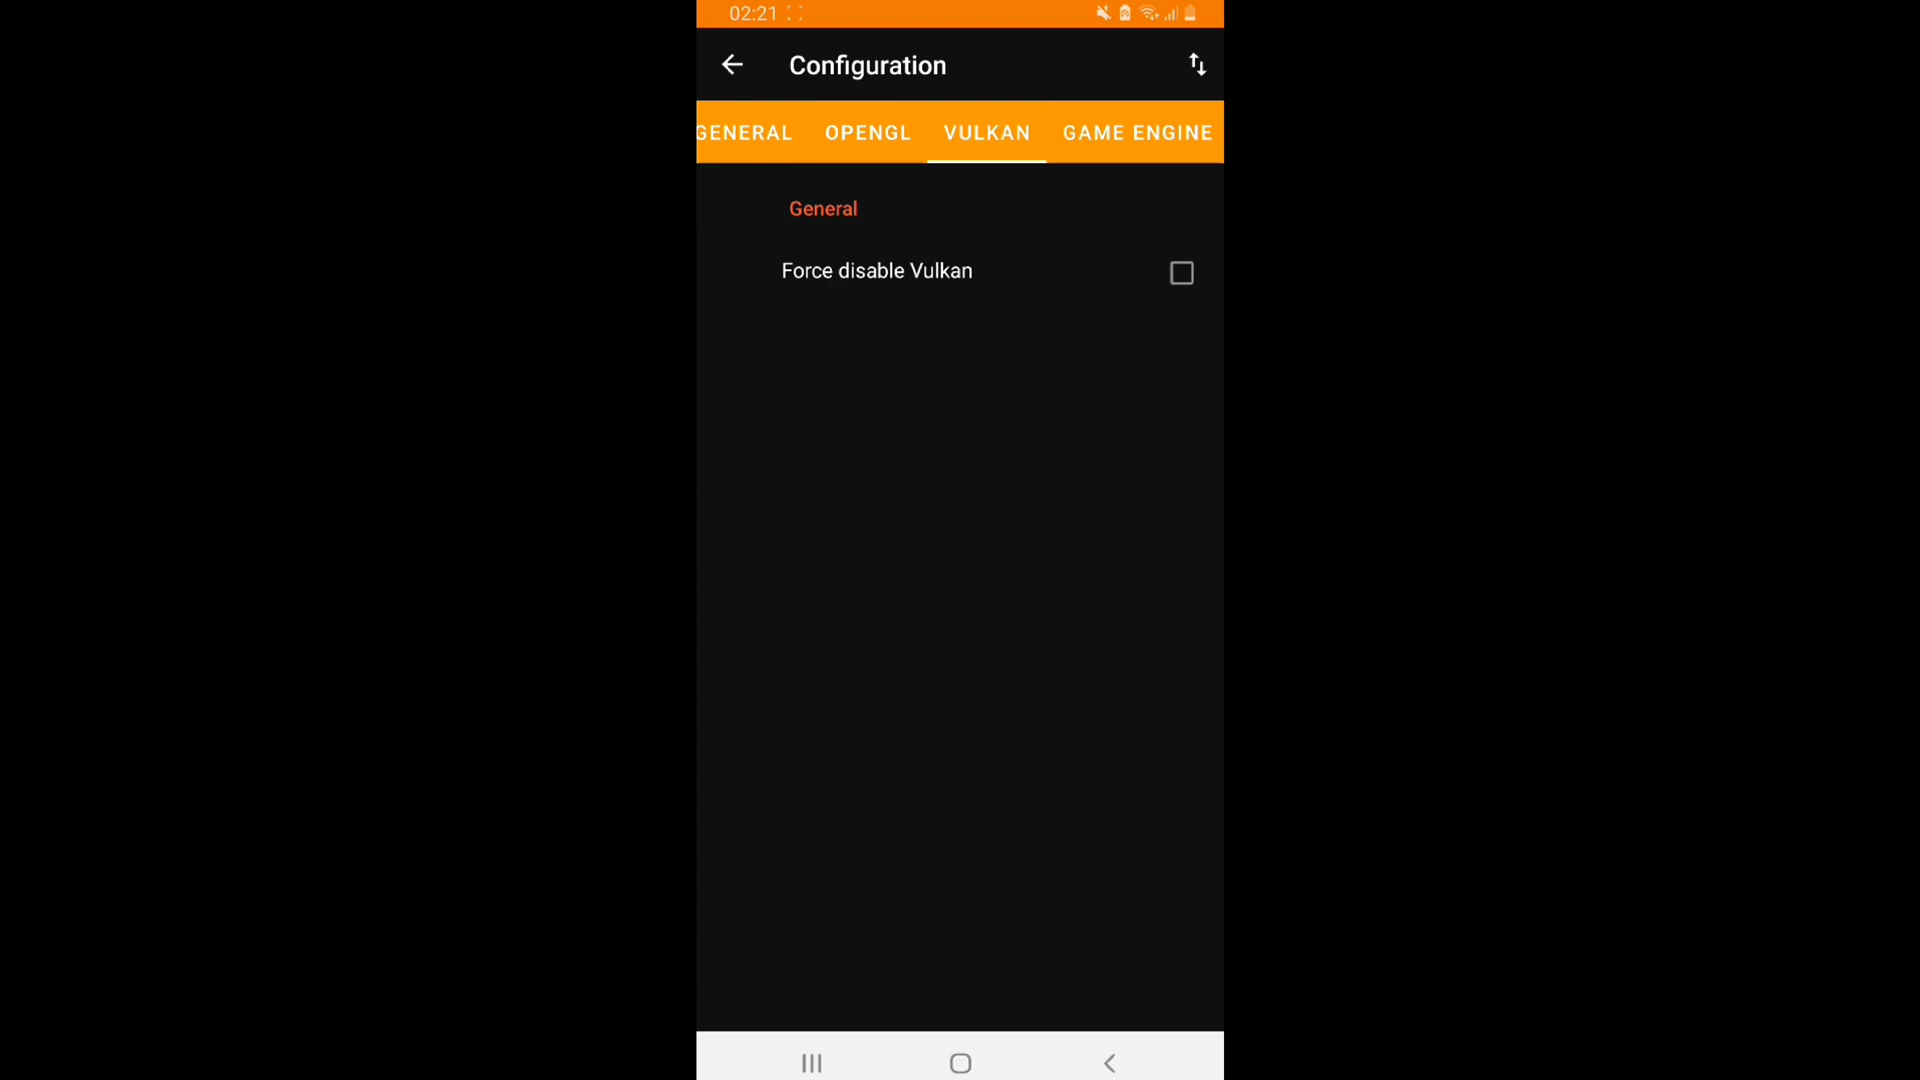 02:21
Configuration
GENERAL OPENGL VULKAN GAME ENGINE
General
Force disable Vulkan